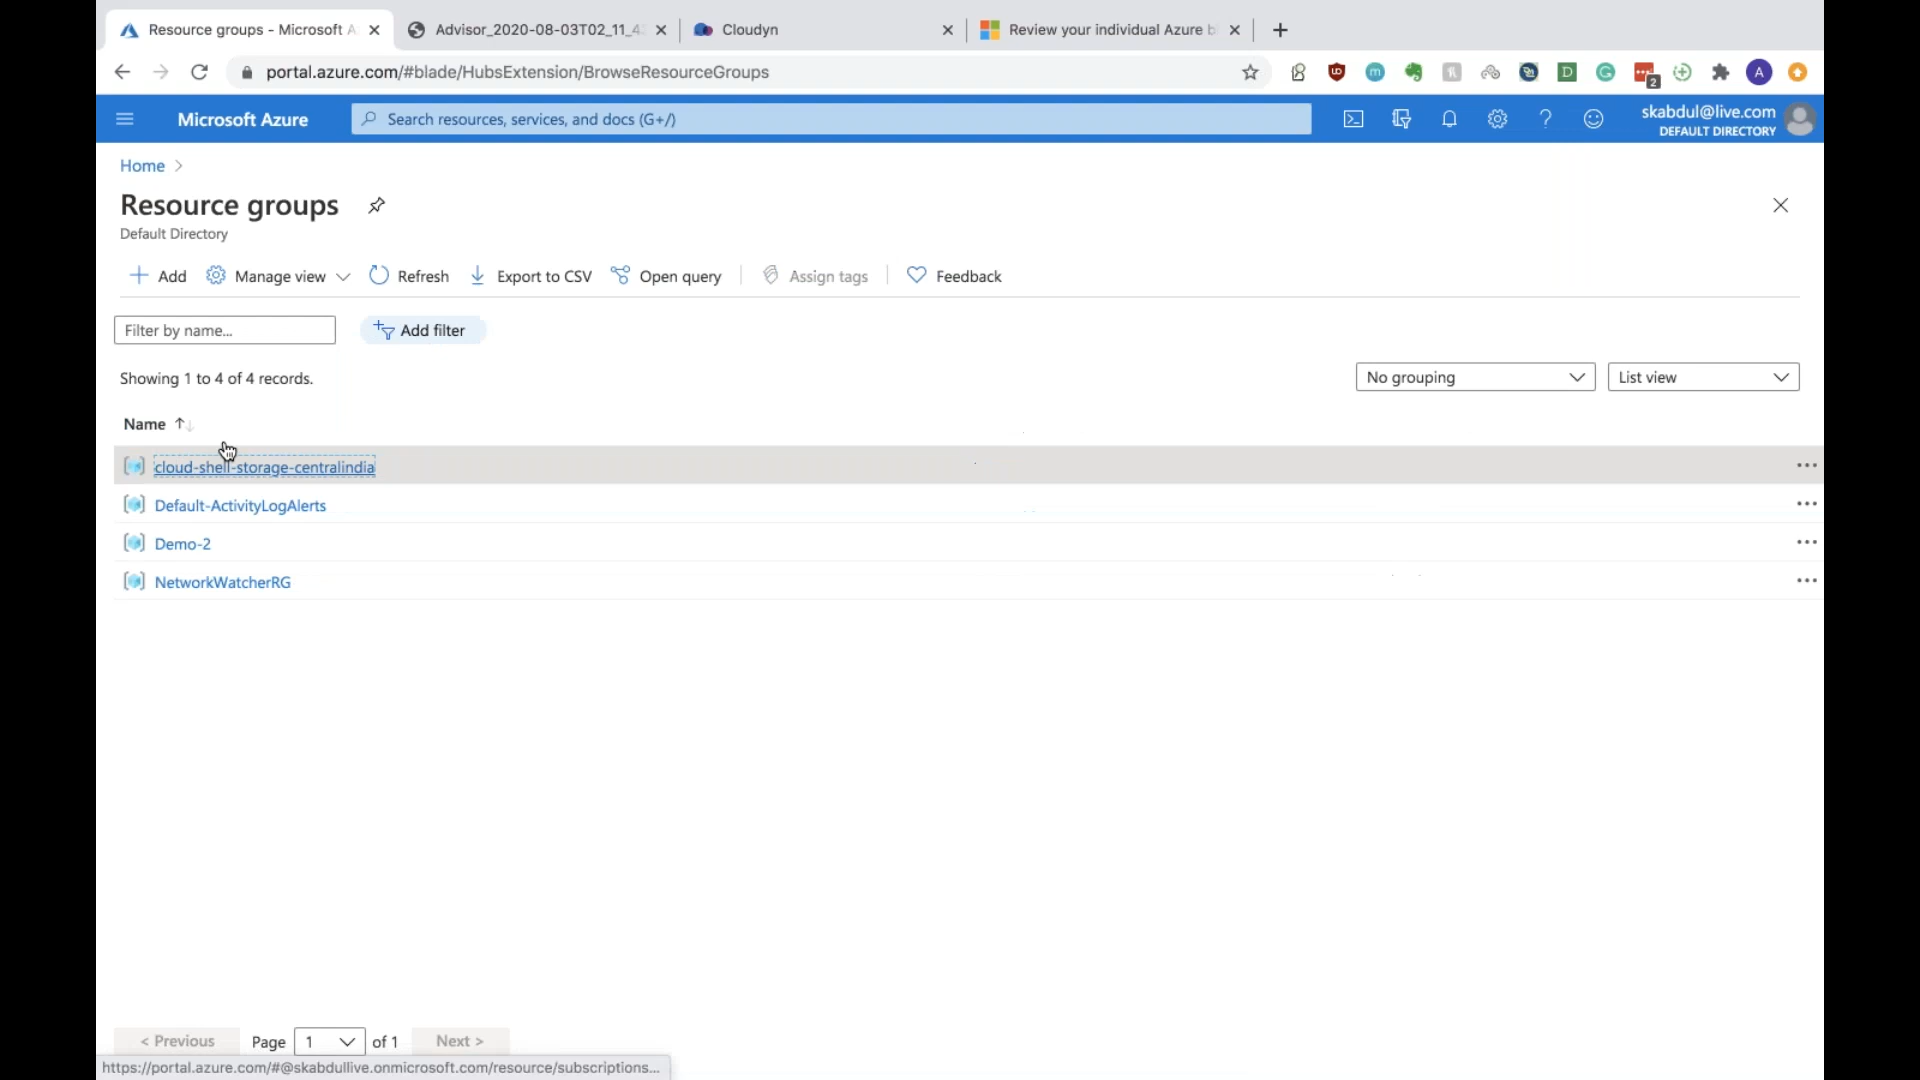 Resource groups - Microsoft A
Advisor_2020-08-03T02_11_4
Cloudyn
Review your individual Azure b
portal.azure.com/#blade/HubsExtension/BrowseResourceGroups
Microsoft Azure
Search resources, services, and docs (G+/)
skabdul@live.com
DEFAULT DIRECTORY
Home
Resource groups
Default Directory
Add
Manage view
Refresh
Export to CSV
Open query
Assign tags
Feedback
Filter by name...
Add filter
Showing 1 to 4 of 4 records.
No grouping
List view
Name
cloud-shell-storage-centralindia
Default-ActivityLogAlerts
Demo-2
NetworkWatcherRG
< Previous
Page 1 of 1
Next >
https://portal.azure.com/#@skabdullive.onmicrosoft.com/resource/subscriptions...